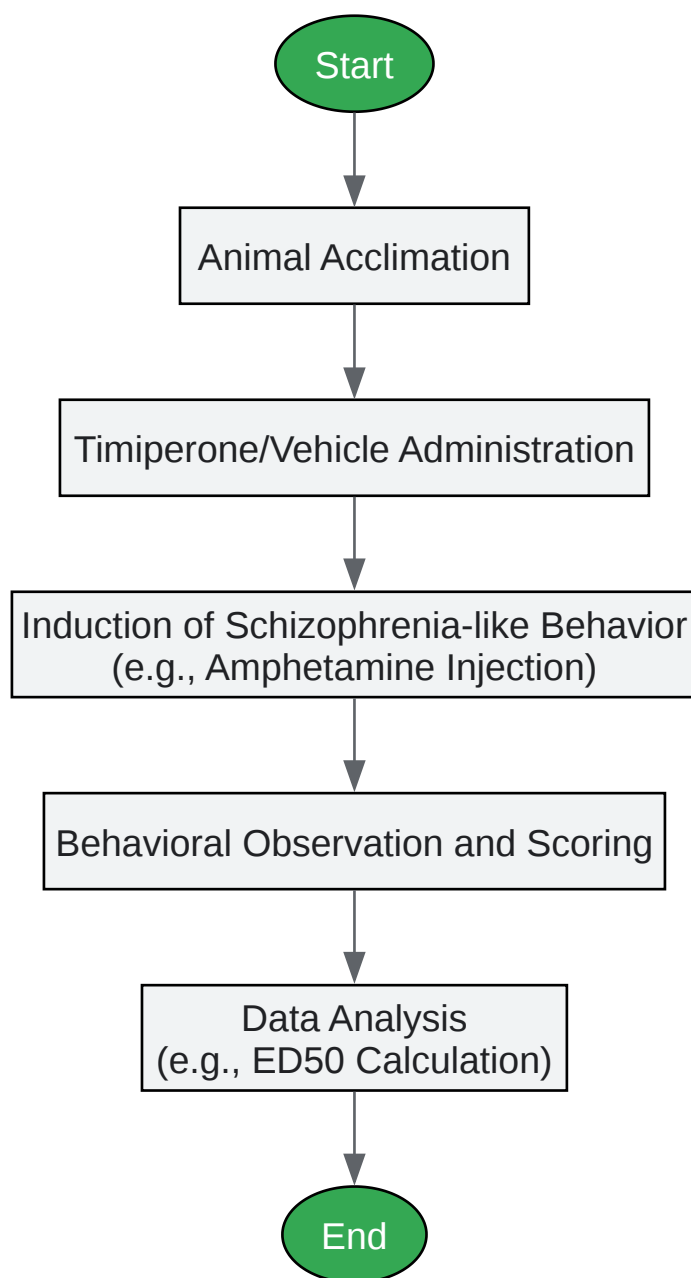 Start
Animal Acclimation
Timiperone/Vehicle Administration
Induction of Schizophrenia-like Behavior
(e.g., Amphetamine Injection)
Behavioral Observation and Scoring
Data Analysis
(e.g., ED50 Calculation)
End